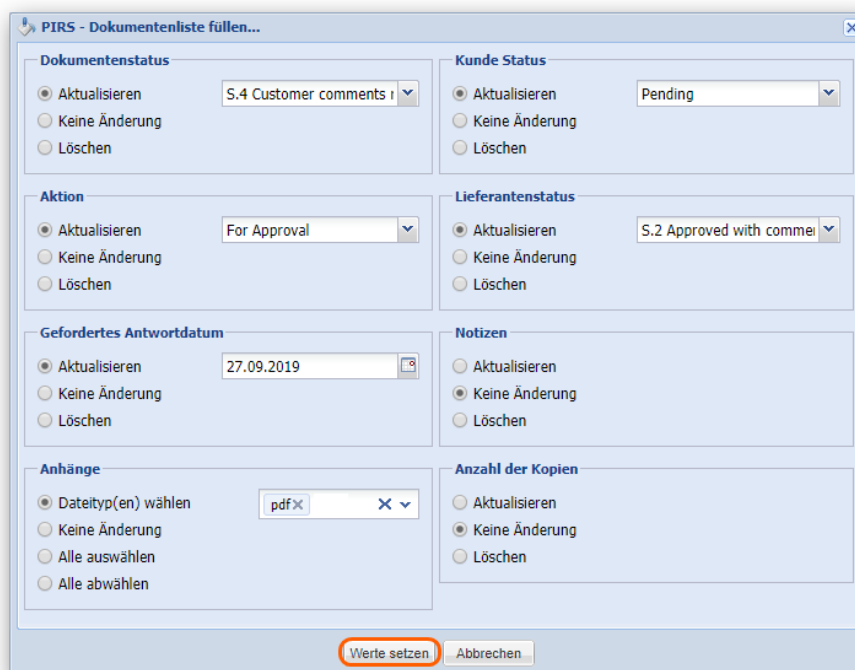 PIRS - Dokumentenliste füllen...
Dokumentenstatus
Aktualisieren
S.4 Customer comments
Keine Änderung
Löschen
Kunde Status
Aktualisieren
Pending
Keine Änderung
Löschen
Aktion
Aktualisieren
For Approval
Keine Änderung
Löschen
Lieferantenstatus
Aktualisieren
S.2 Approved with
Keine Änderung
Löschen
Gefordertes Antwortdatum
Aktualisieren
27.09.2019
Keine Änderung
Löschen
Notizen
Aktualisieren
Keine Änderung
Löschen
Anhänge
Dateityp(en) wählen
pdf
Keine Änderung
Alle auswählen
Alle abwählen
Anzahl der Kopien
Aktualisieren
Keine Änderung
Löschen
Werte setzen
Abbrechen